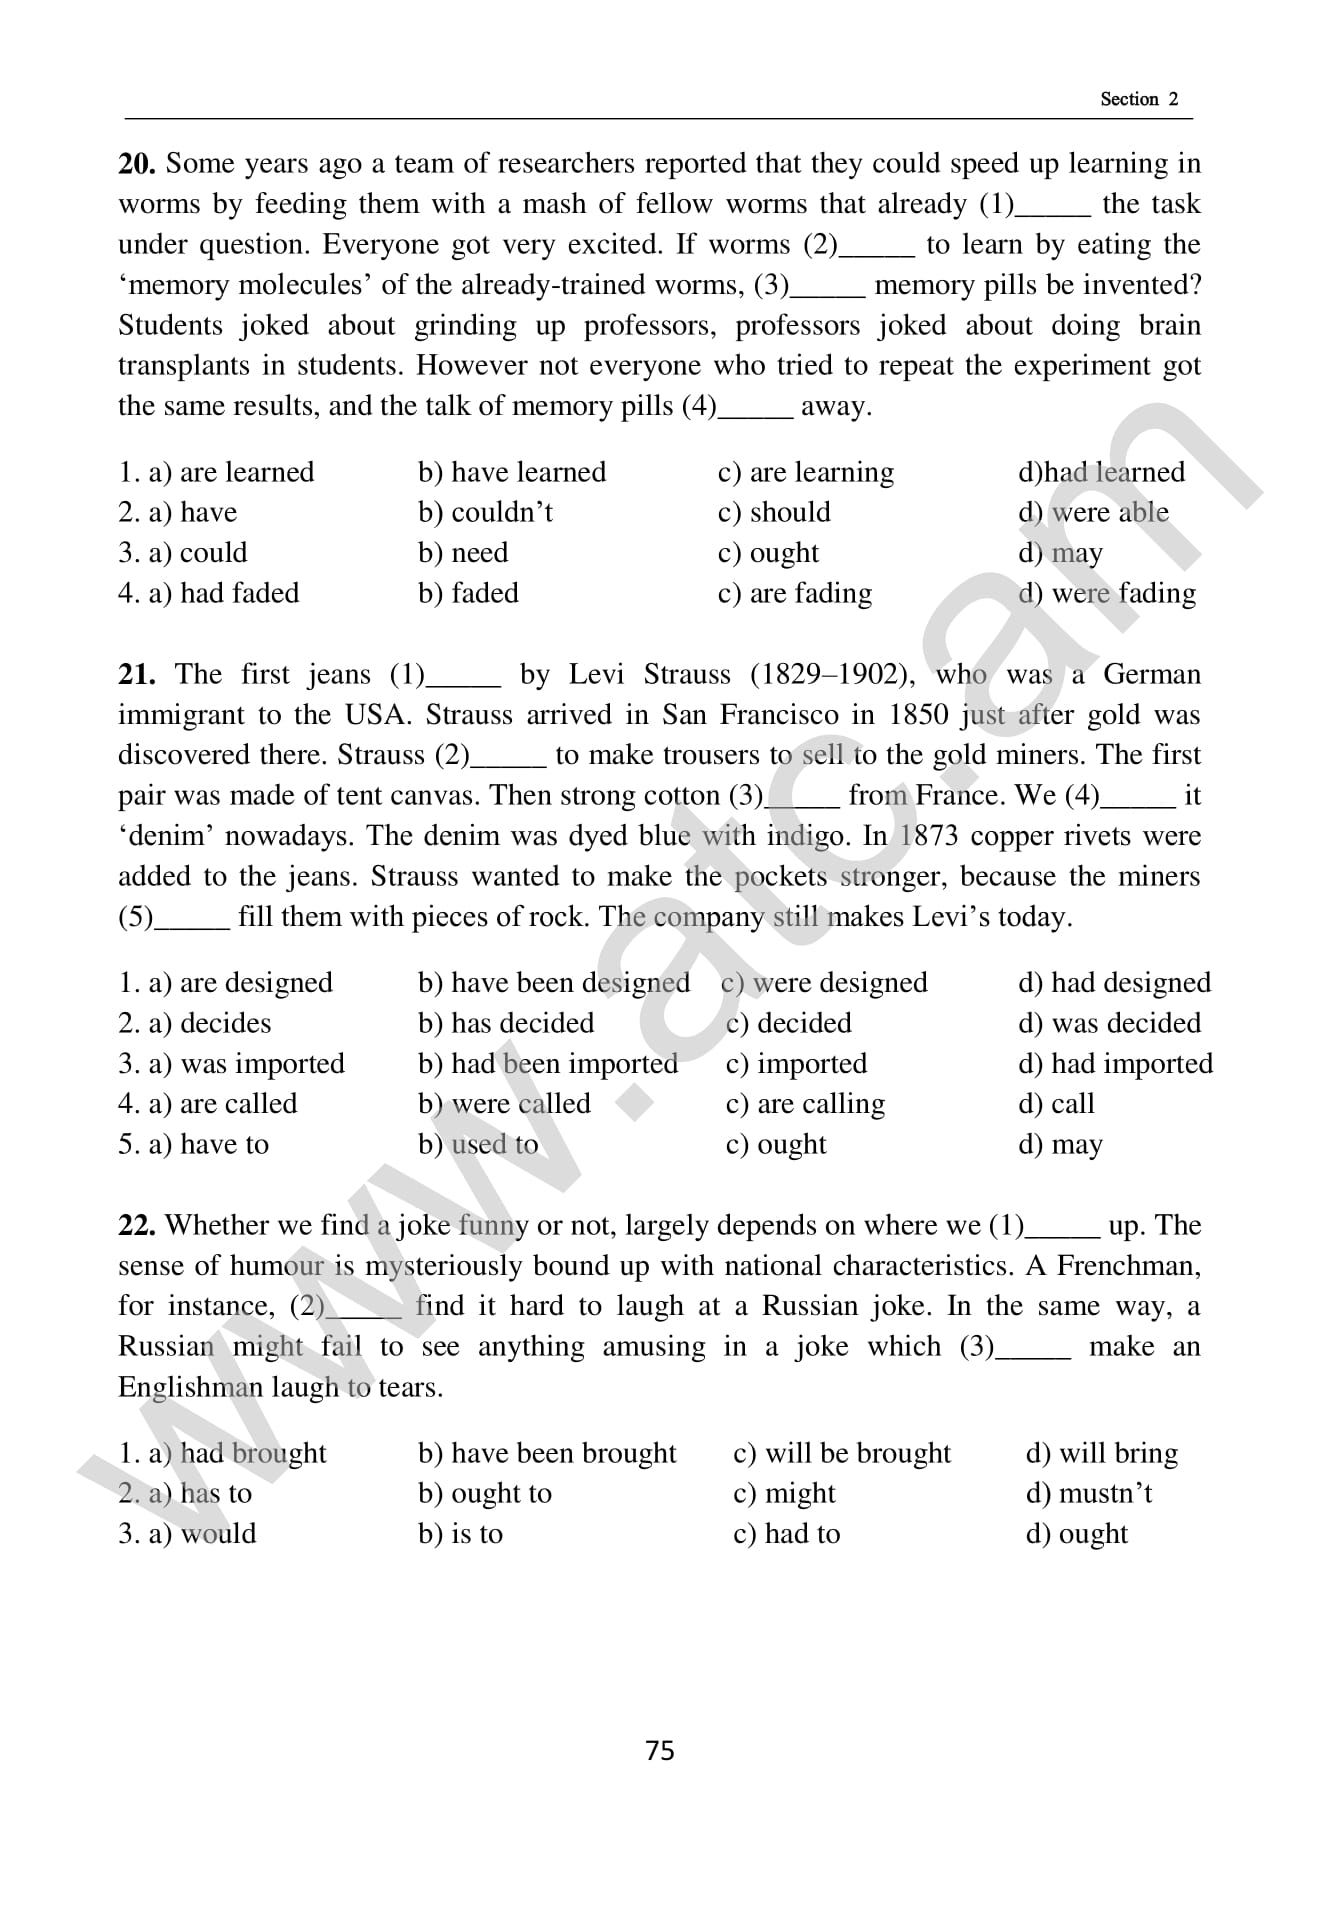 Section 2
20. Some years ago a team of researchers reported that they could speed up learning in
worms by feeding them with a mash of fellow worms that already (1)_____ the task
under question. Everyone got very excited. If worms (2)_____ to learn by eating the
‘memory molecules’ of the already-trained worms, (3)_____ memory pills be invented?
Students joked about grinding up professors, professors joked about doing brain
transplants in students. However not everyone who tried to repeat the experiment got
the same results, and the talk of memory pills (4)_____ away.
1. a) are learned b) have learned c) are learning d)had learned
2. a) have b) couldn’t c) should d) were able
3. a) could b) need c) ought d) may
4. a) had faded b) faded c) are fading d) were fading
21. The first jeans (1)_____ by Levi Strauss (1829–1902), who was a German
immigrant to the USA. Strauss arrived in San Francisco in 1850 just after gold was
discovered there. Strauss (2)_____ to make trousers to sell to the gold miners. The first
pair was made of tent canvas. Then strong cotton (3)_____ from France. We (4)_____ it
‘denim’ nowadays. The denim was dyed blue with indigo. In 1873 copper rivets were
added to the jeans. Strauss wanted to make the pockets stronger, because the miners
(5)_____ fill them with pieces of rock. The company still makes Levi’s today.
1. a) are designed b) have been designed c) were designed d) had designed
2. a) decides b) has decided c) decided d) was decided
3. a) was imported b) had been imported c) imported d) had imported
4. a) are called b) were called c) are calling d) call
5. a) have to b) used to c) ought d) may
22. Whether we find a joke funny or not, largely depends on where we (1)_____ up. The
sense of humour is mysteriously bound up with national characteristics. A Frenchman,
for instance, (2)_____ find it hard to laugh at a Russian joke. In the same way, a
Russian might fail to see anything amusing in a joke which (3)_____ make an
Englishman laugh to tears.
1. a) had brought b) have been brought c) will be brought d) will bring
2. a) has to b) ought to c) might d) mustn’t
3. a) would b) is to c) had to d) ought
75
www.atc.am